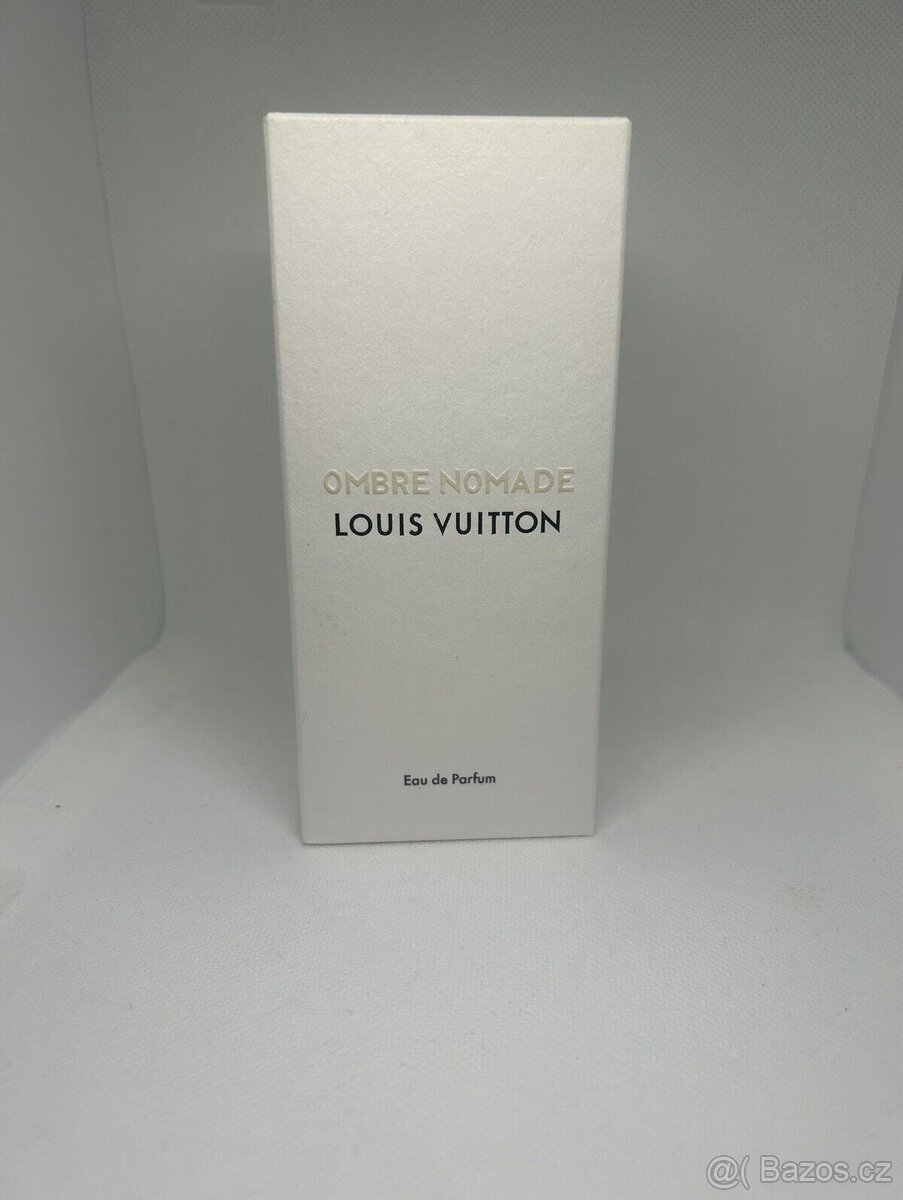 OMBRE NOMADE
LOUIS VUITTON
Eau de Parfum
@( Bazos.cz